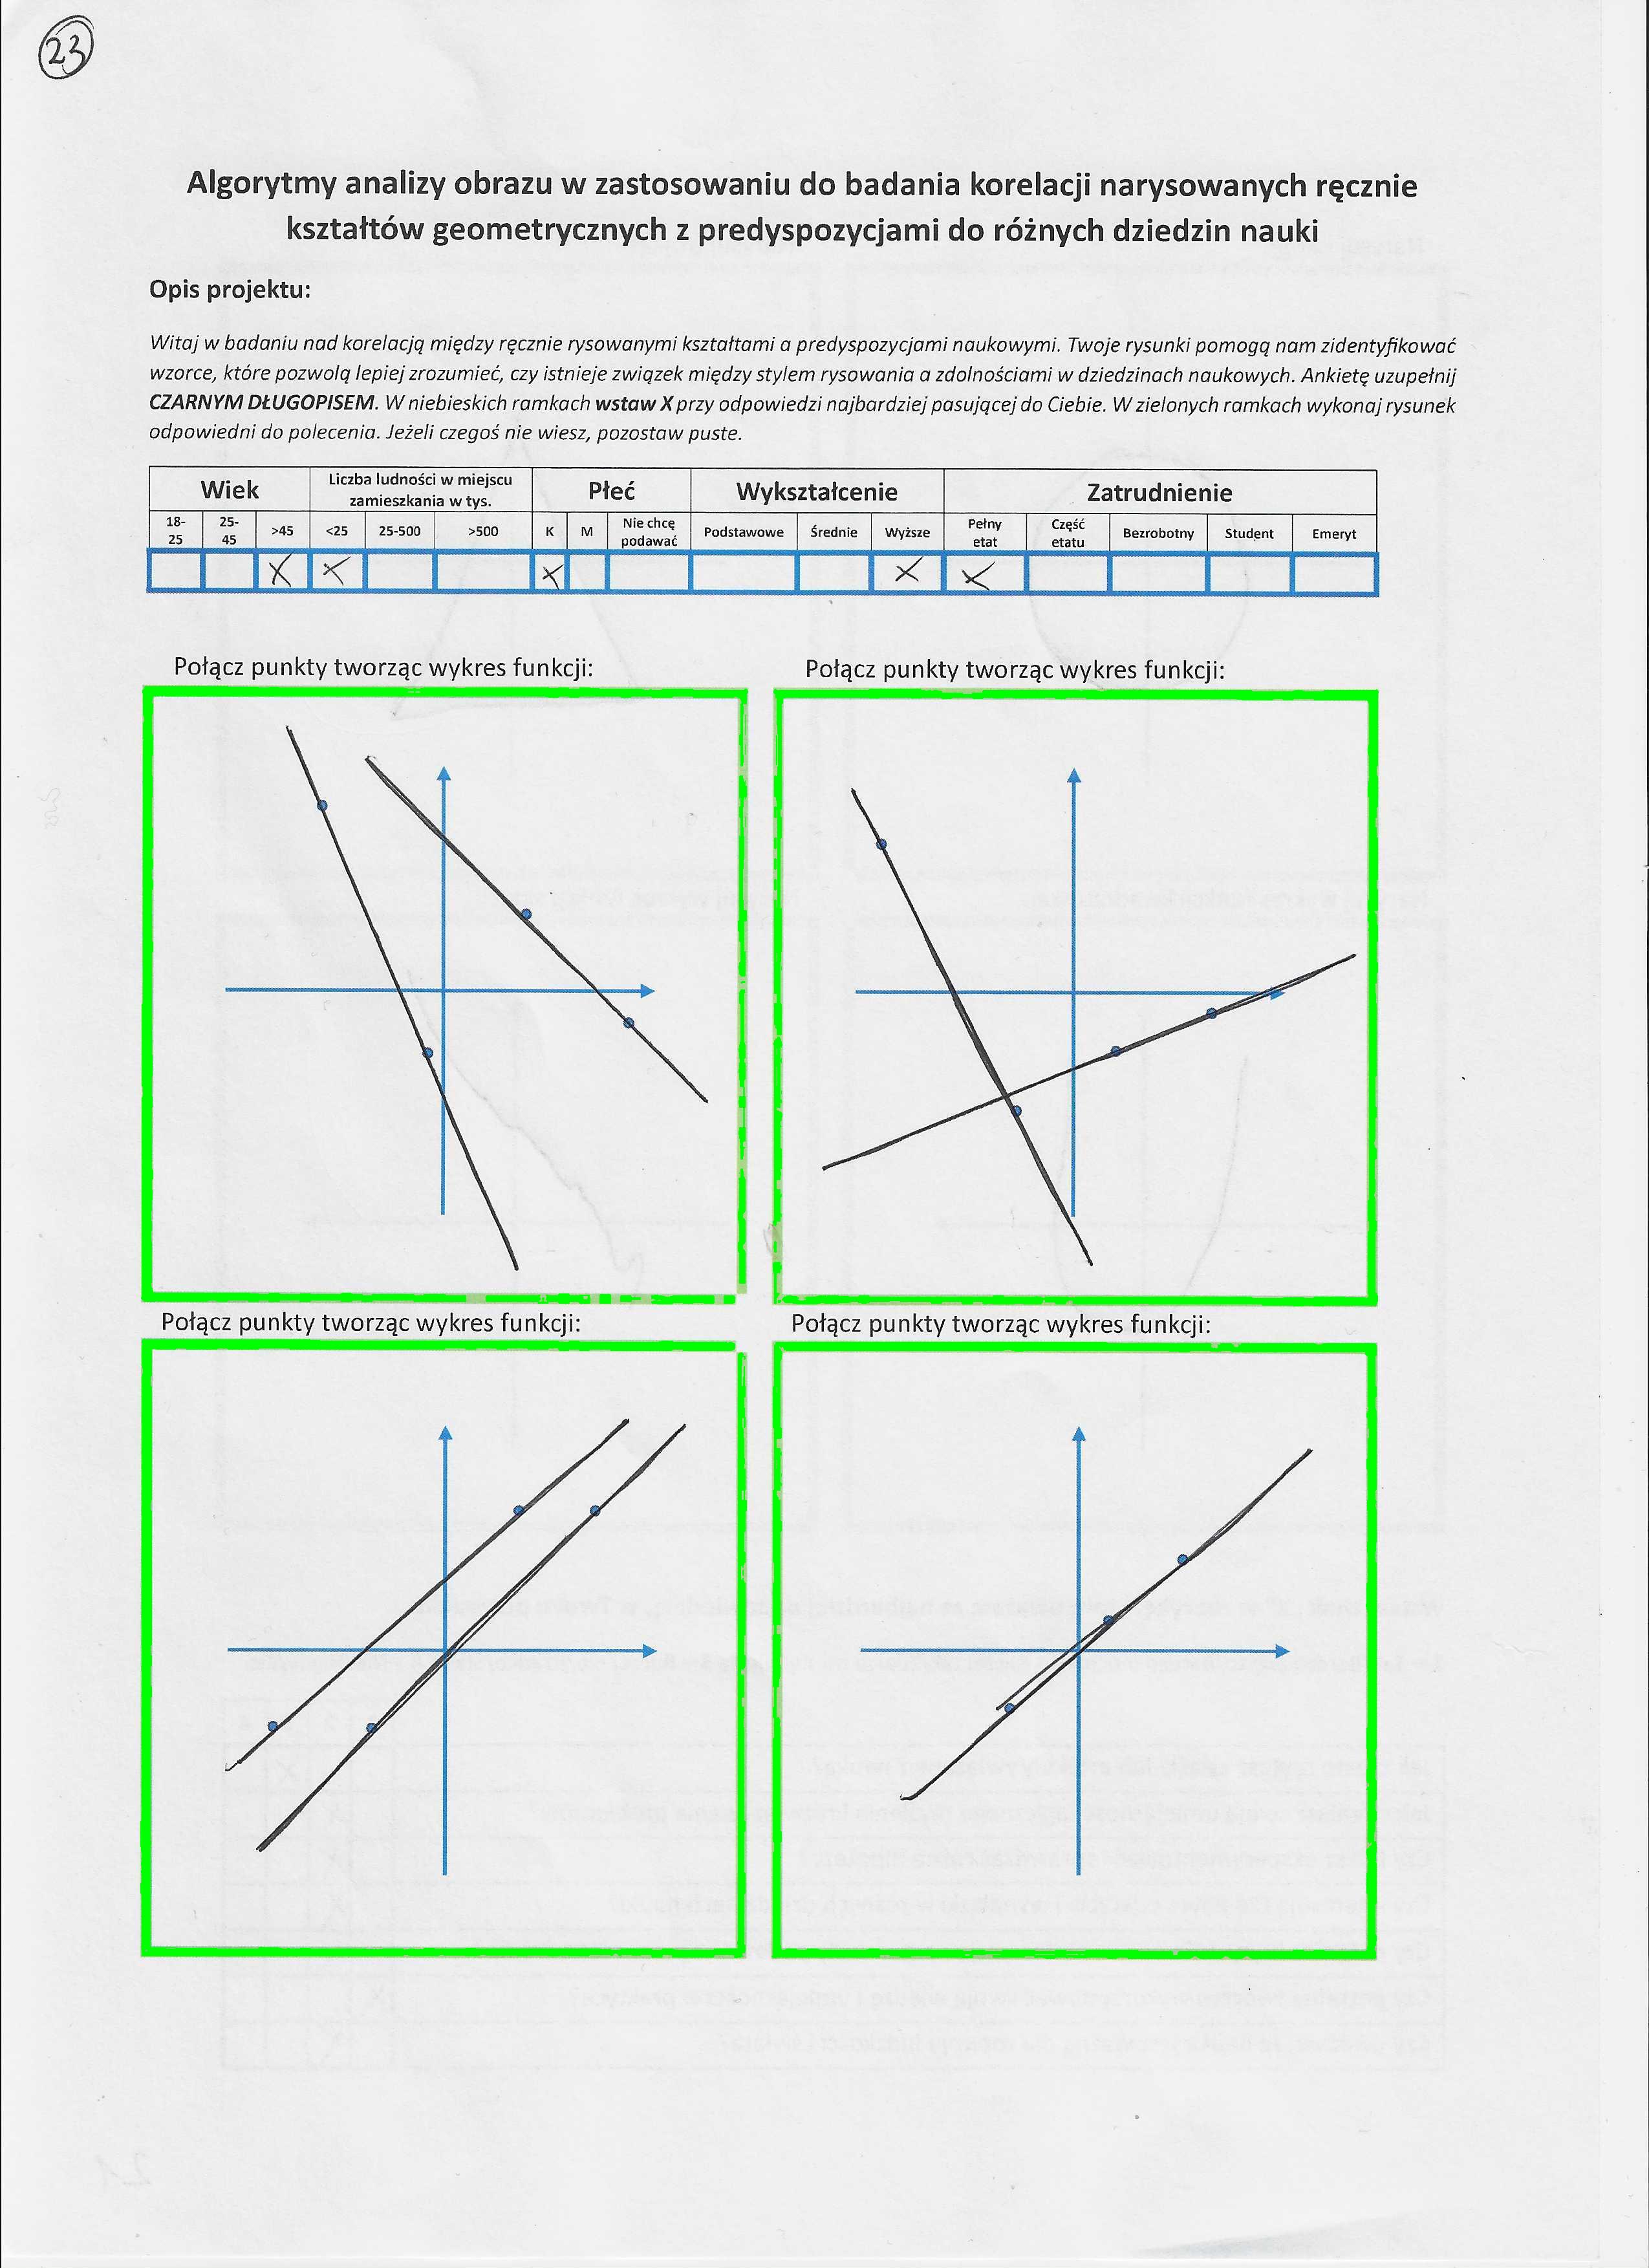 23
Algorytmy analizy obrazu w zastosowaniu do badania korelacji narysowanych ręcznie
kształtów geometrycznych z predyspozycjami do różnych dziedzin nauki
Opis projektu:
Witaj w badaniu nad korelacją między ręcznie rysowanymi kształtami a predyspozycjami naukowymi. Twoje rysunki pomogą nam zidentyfikować
wzorce, które pozwolą lepiej zrozumieć, czy istnieje związek między stylem rysowania a zdolnościami w dziedzinach naukowych. Ankietę uzupełnij
CZARNYM DŁUGOPISEM. W niebieskich ramkach wstaw X przy odpowiedzi najbardziej pasującej do Ciebie. W zielonych ramkach wykonaj rysunek
odpowiedni do polecenia. Jeżeli czegoś nie wiesz, pozostaw puste.
Wiek Liczba ludności w miejscu zamieszkania w tys. Płeć Wykształcenie Zatrudnienie
18-25 25-45 >45 <25 25-500 >500 K M Nie chcę podawać Podstawowe Średnie Wyższe Pełny etat Część etatu Bezrobotny Student Emeryt
X X X X X
Połącz punkty tworząc wykres funkcji: Połącz punkty tworząc wykres funkcji:
Połącz punkty tworząc wykres funkcji: Połącz punkty tworząc wykres funkcji: